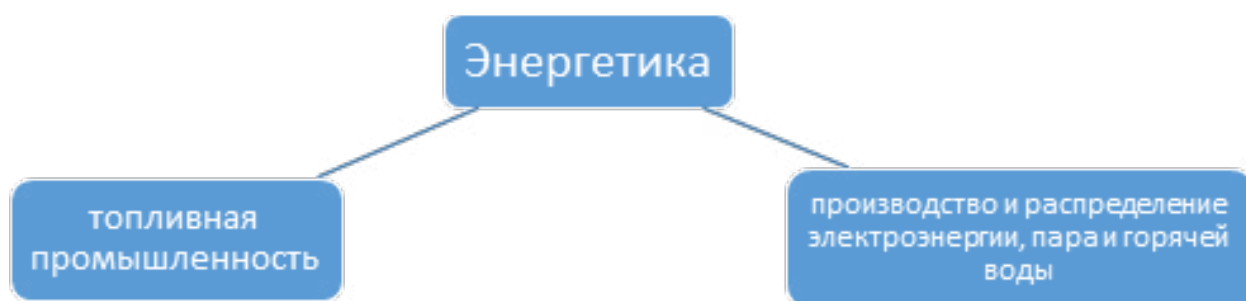 Энергетика
топливная
промышленность
производство и распределение
электроэнергии, пара и горячей
воды